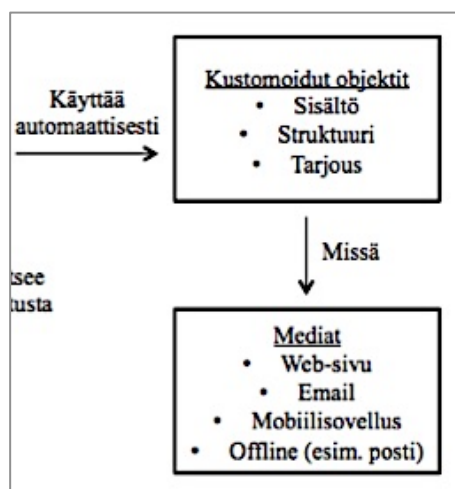 Käyttää
automaattisesti
Kustomoidut objektit
• Sisältö
• Struktuuri
• Tarjous
Missä
Mediat
• Web-sivu
• Email
• Mobiilisovellus
• Offline (esim. posti)